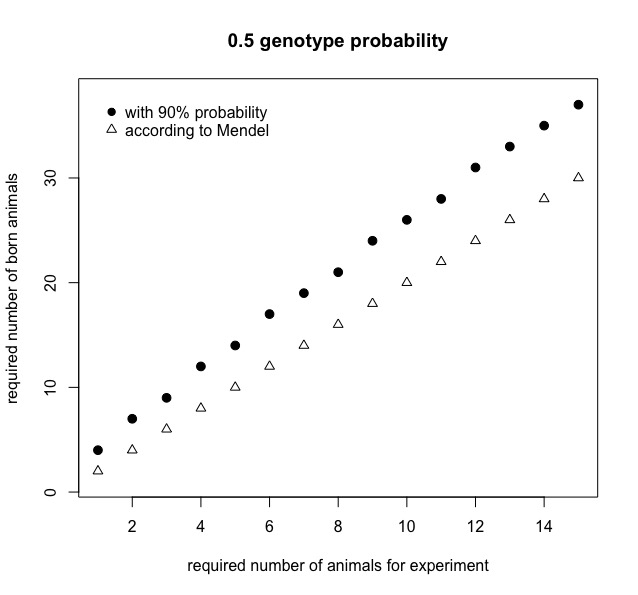 0.5 genotype probability
with 90% probability
according to Mendel
required number of born animals
30
20
10
0
2 4 6 8 10 12 14
required number of animals for experiment